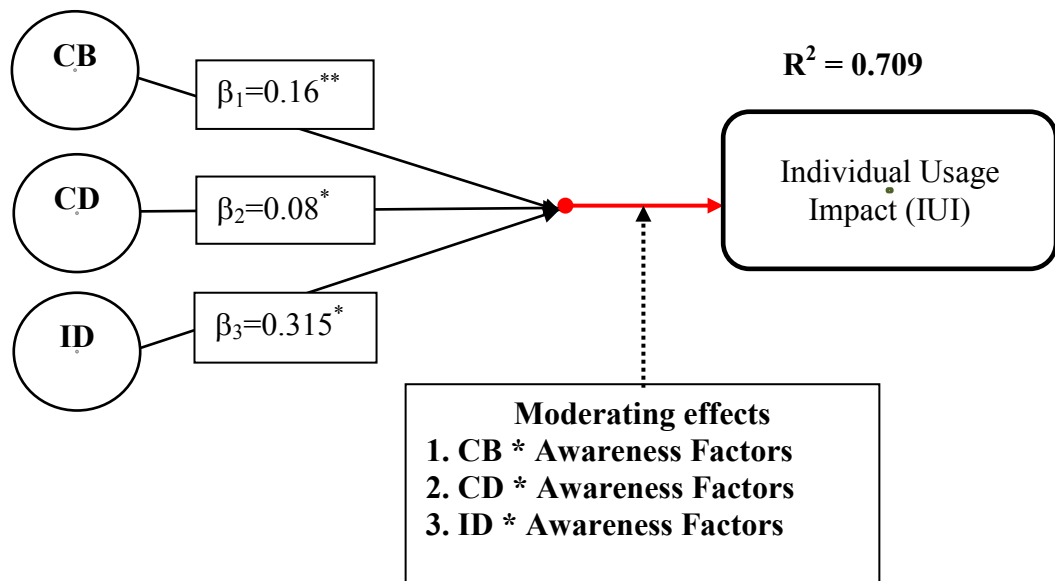 CB
β₁=0.16**
R² = 0.709
Individual Usage
Impact (IUI)
CD
β₂=0.08*
ID
β₃=0.315*
Moderating effects
1. CB * Awareness Factors
2. CD * Awareness Factors
3. ID * Awareness Factors